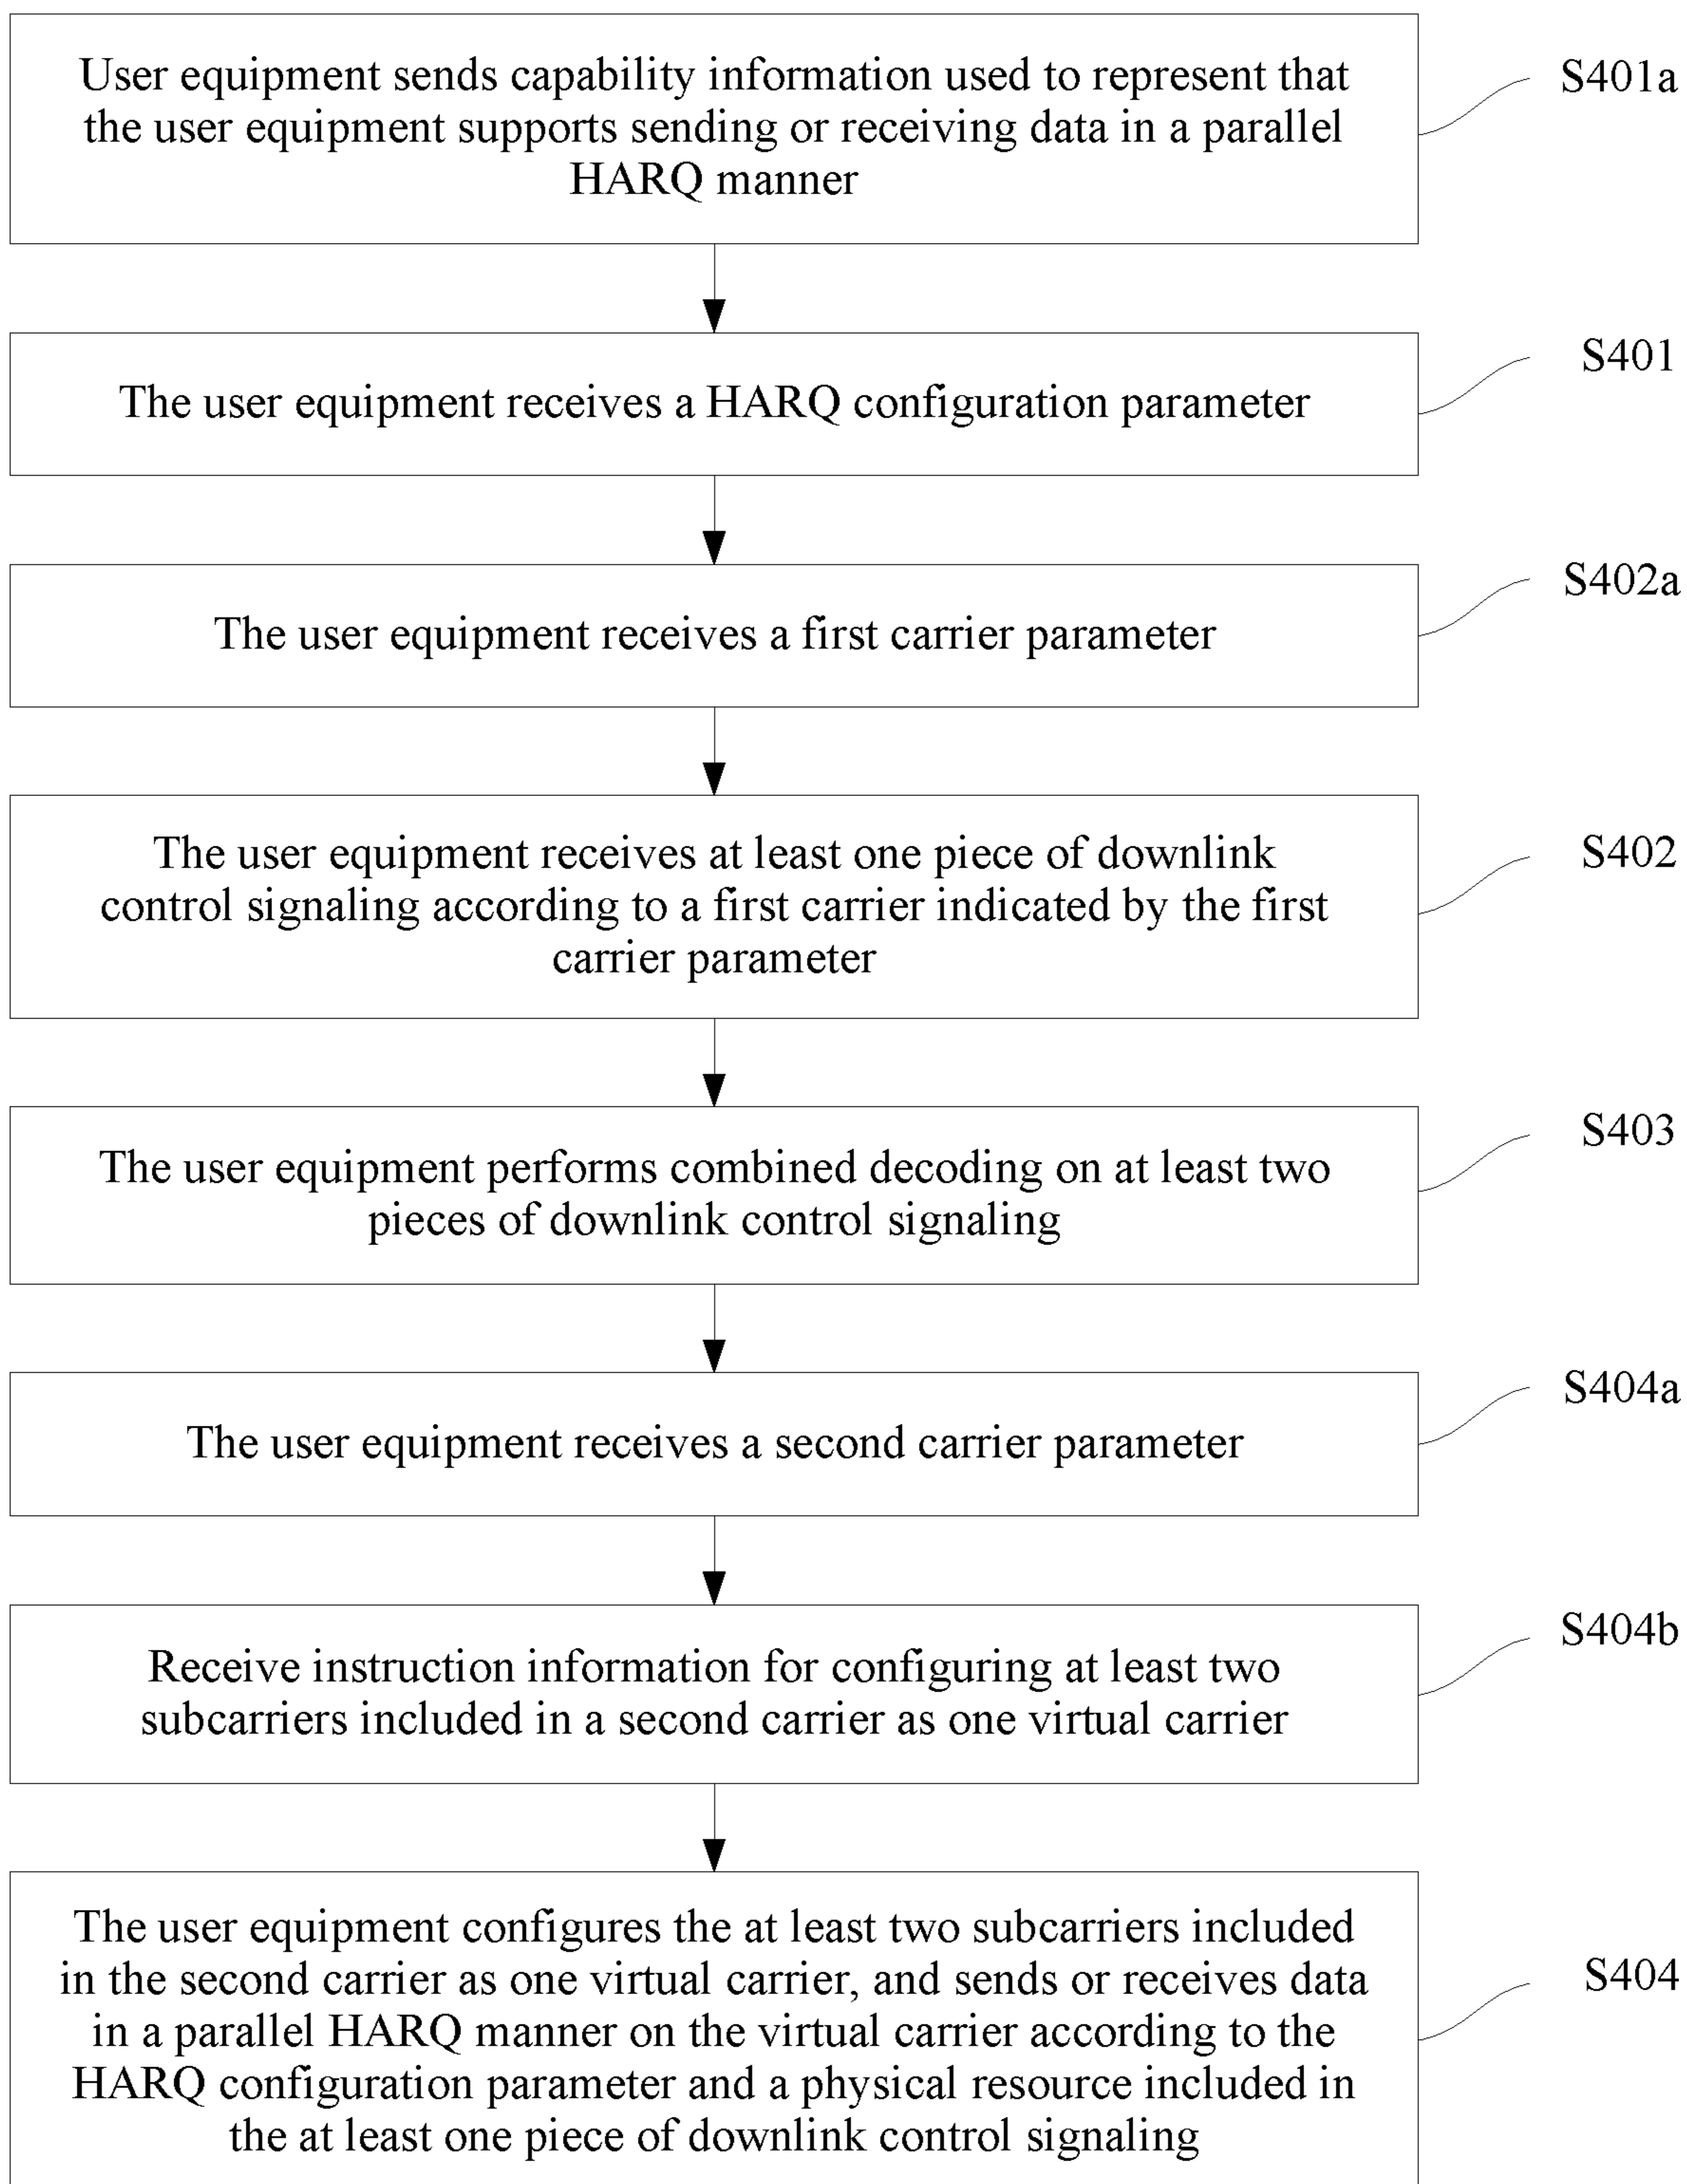 User equipment sends capability information used to represent that
the user equipment supports sending or receiving data in a parallel
HARQ manner
S401a
The user equipment receives a HARQ configuration parameter
S401
The user equipment receives a first carrier parameter
S402a
The user equipment receives at least one piece of downlink
control signaling according to a first carrier indicated by the first
carrier parameter
S402
The user equipment performs combined decoding on at least two
pieces of downlink control signaling
S403
The user equipment receives a second carrier parameter
S404a
Receive instruction information for configuring at least two
subcarriers included in a second carrier as one virtual carrier
S404b
The user equipment configures the at least two subcarriers included
in the second carrier as one virtual carrier, and sends or receives data
in a parallel HARQ manner on the virtual carrier according to the
HARQ configuration parameter and a physical resource included in
the at least one piece of downlink control signaling
S404